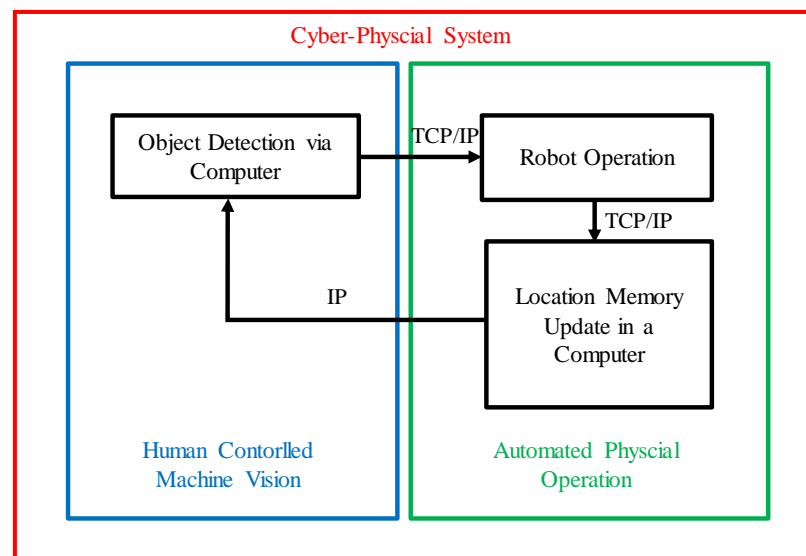 Cyber-Physcial System
Object Detection via
Computer
TCP/IP
Robot Operation
TCP/IP
Location Memory
Update in a
Computer
IP
Human Contorlled
Machine Vision
Automated Physcial
Operation